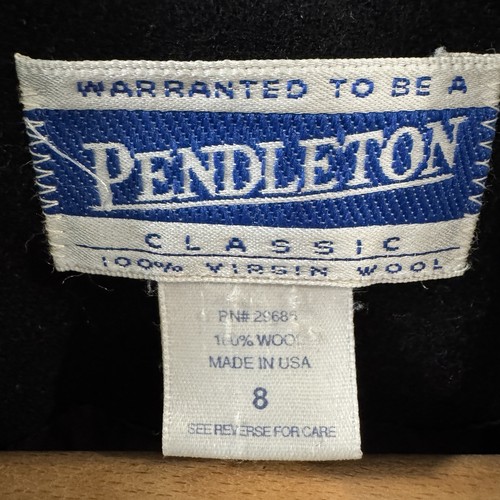 WARRANTED TO BE A
PENDLETON
CLASSIC
100% VIRGIN WOOL
RN# 29685
100% WOOL
MADE IN USA
8
SEE REVERSE FOR CARE